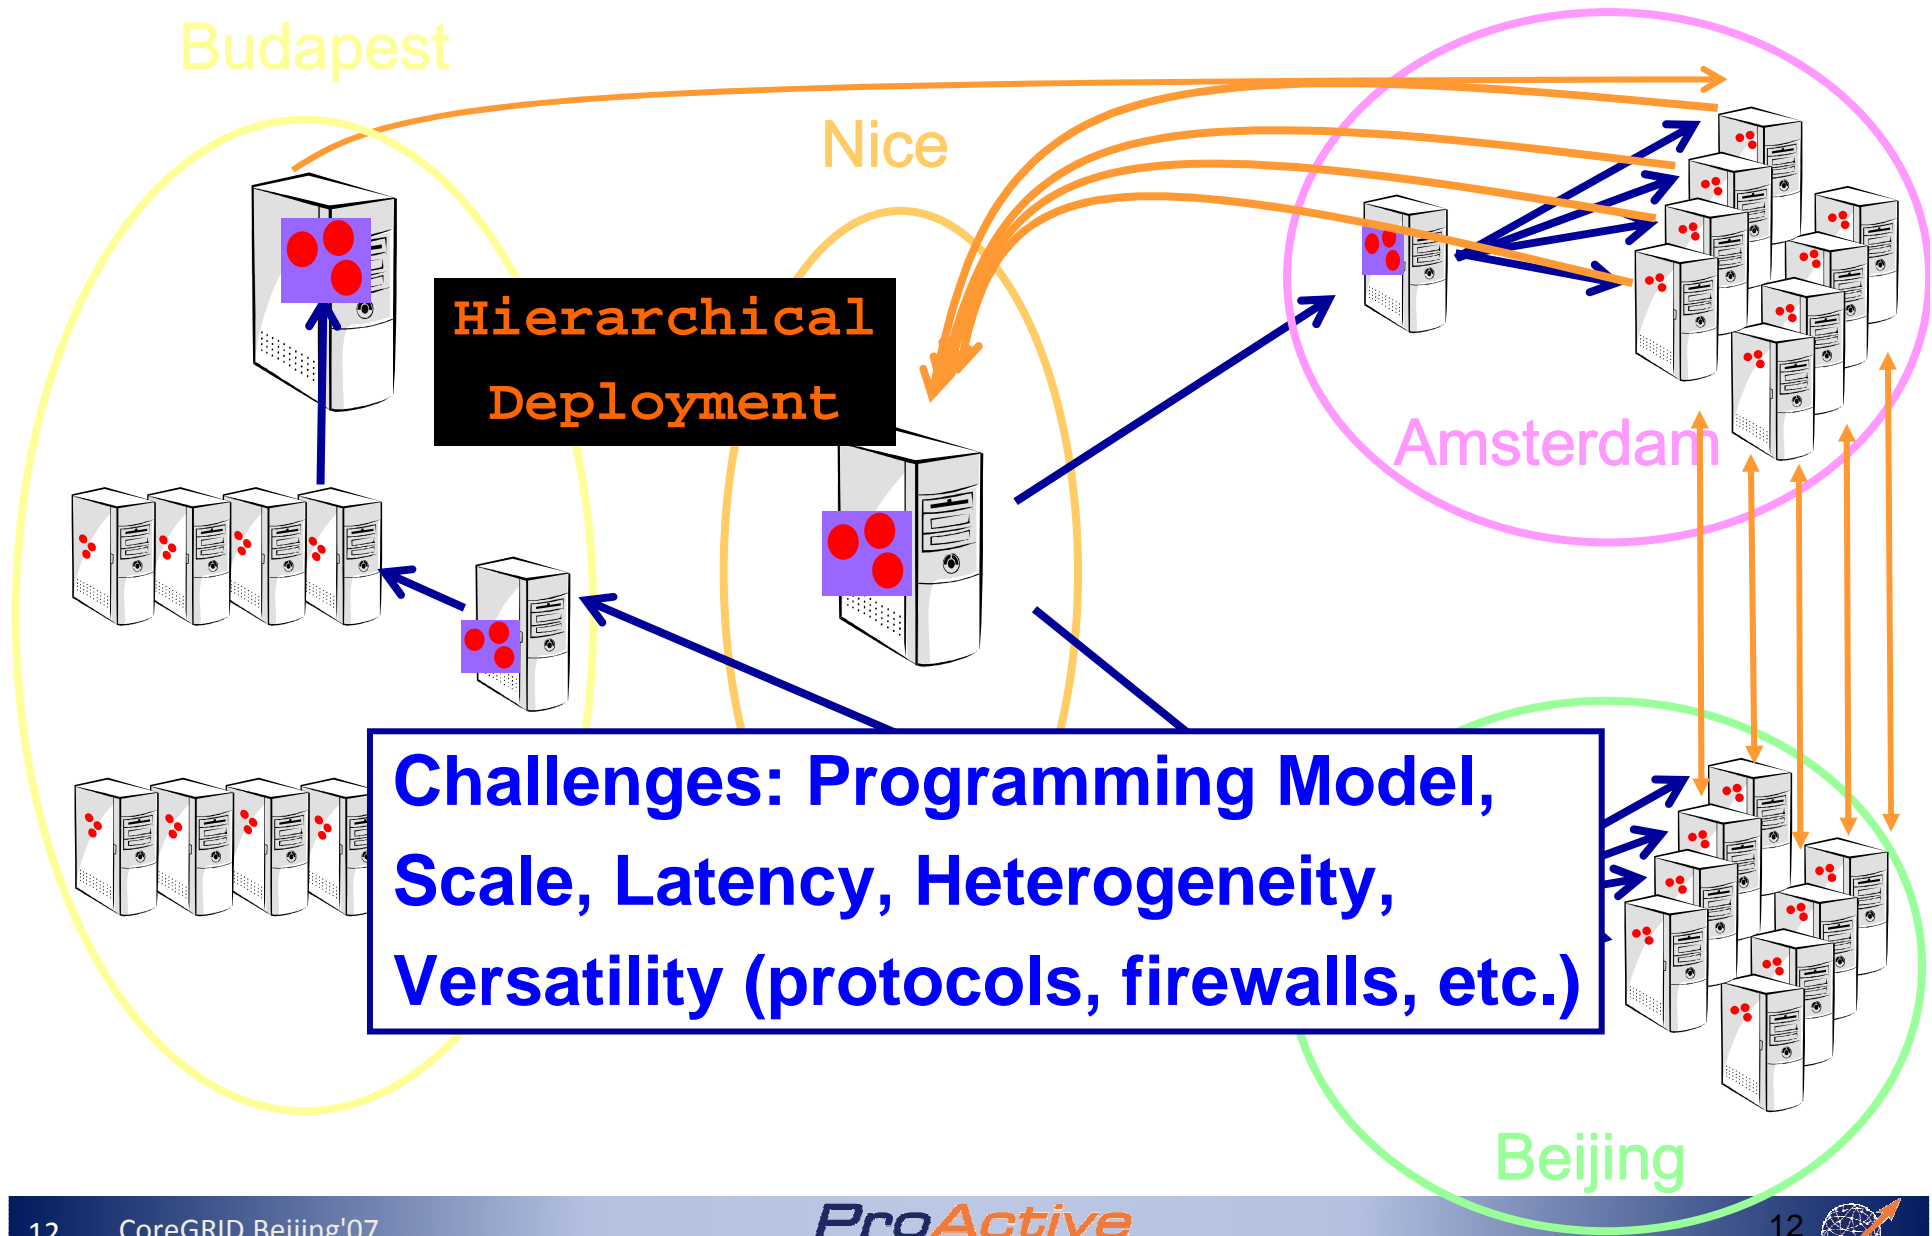 Budapest
Nice
Hierarchical
Deployment
Amsterdam
Challenges: Programming Model,
Scale, Latency, Heterogeneity,
Versatility (protocols, firewalls, etc.)
Beijing
12 CoreGRID Beijing'07
ProActive
12